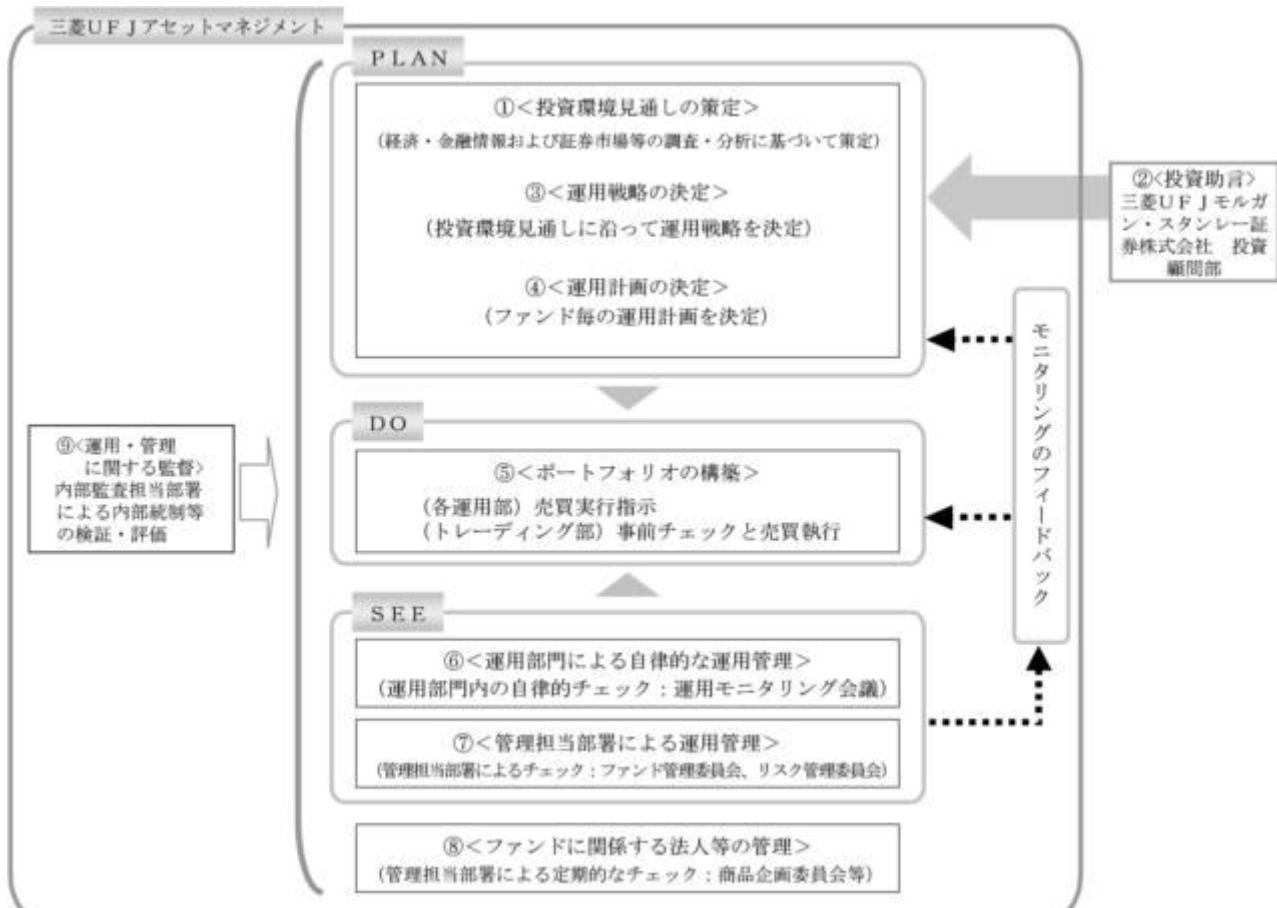 三菱UFJアセットマネジメント
PLAN
①<投資環境見通しの策定>
(経済・金融情報および証券市場等の調査・分析に基づいて策定)
③<運用戦略の決定>
(投資環境見通しに沿って運用戦略を決定)
④<運用計画の決定>
(ファンド毎の運用計画を決定)
②<投資助言>
三菱UFJモルガ
ン・スタンレー証
券株式会社 投資
顧問部
モニタリングのフィードバック
DO
⑤<ポートフォリオの構築>
(各運用部)売買実行指示
(トレーディング部)事前チェックと売買執行
⑨<運用・管理
に関する監督>
内部監査担当部署
による内部統制等
の検証・評価
SEE
⑥<運用部門による自律的な運用管理>
(運用部門内の自律的チェック:運用モニタリング会議)
⑦<管理担当部署による運用管理>
(管理担当部署によるチェック:ファンド管理委員会、リスク管理委員会)
⑧<ファンドに関係する法人等の管理>
(管理担当部署による定期的なチェック:商品企画委員会等)